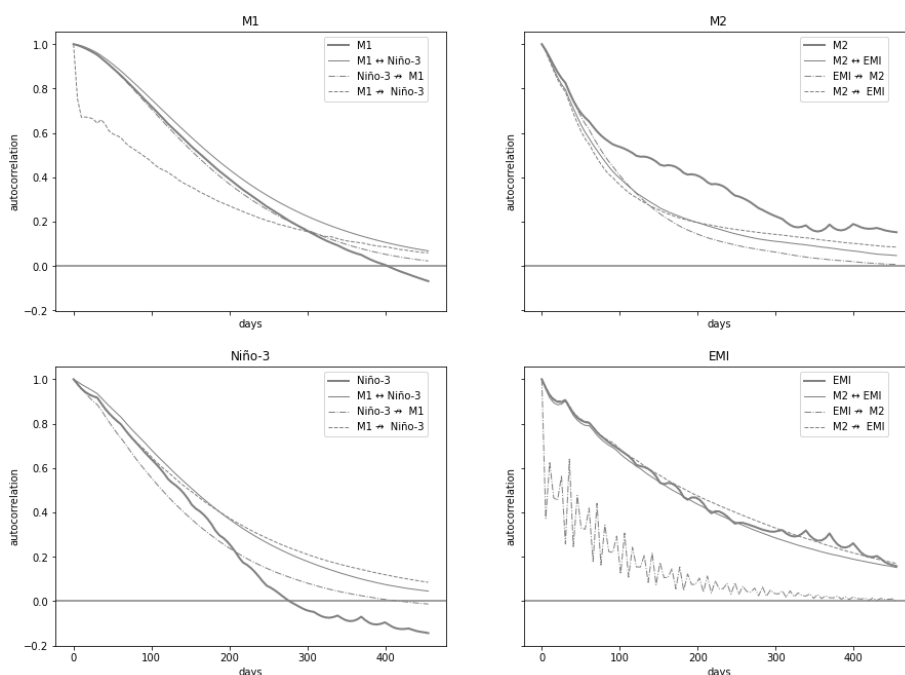 M1
1.0
0.8
0.6
0.4
0.2
0.0
−0.2
autocorrelation
days
M1
M1 ↔ Niño-3
Niño-3 ↛ M1
M1 ↛ Niño-3
M2
autocorrelation
days
M2
M2 ↔ EMI
EMI ↛ M2
M2 ↛ EMI
Niño-3
1.0
0.8
0.6
0.4
0.2
0.0
−0.2
autocorrelation
0 100 200 300 400
days
Niño-3
M1 ↔ Niño-3
Niño-3 ↛ M1
M1 ↛ Niño-3
EMI
autocorrelation
0 100 200 300 400
days
EMI
M2 ↔ EMI
EMI ↛ M2
M2 ↛ EMI